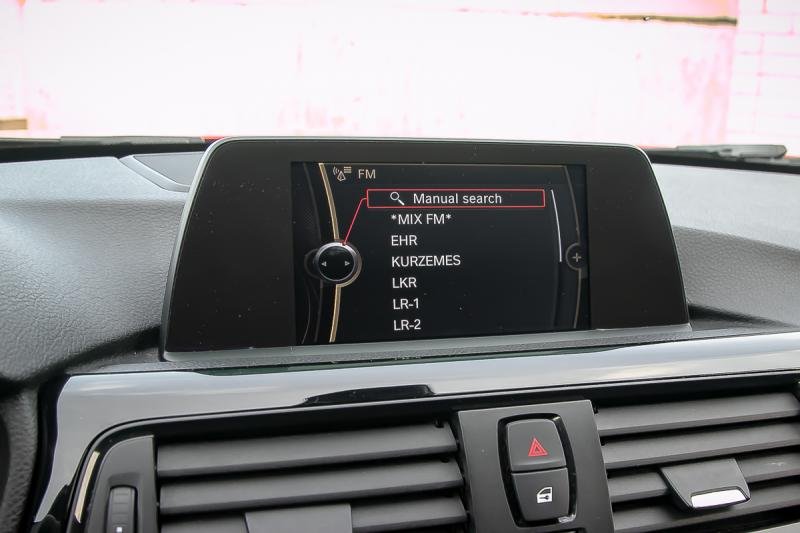 FM
Manual search
*MIX FM*
EHR
KURZEMES
LKR
LR-1
LR-2